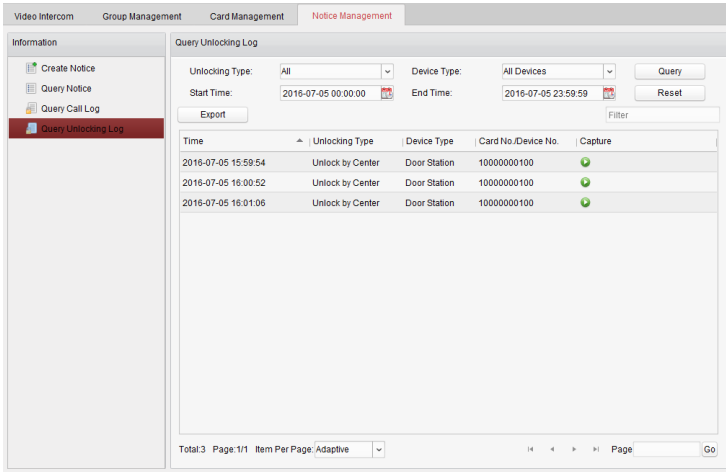 Video Intercom Group Management Card Management Notice Management
Information
Create Notice
Query Notice
Query Call Log
Query Unlocking Log
Query Unlocking Log
Unlocking Type: All Device Type: All Devices Query
Start Time: 2016-07-05 00:00:00 End Time: 2016-07-05 23:59:59 Reset
Export Filter
Time Unlocking Type Device Type Card No./Device No. Capture
2016-07-05 15:59:54 Unlock by Center Door Station 10000000100
2016-07-05 16:00:52 Unlock by Center Door Station 10000000100
2016-07-05 16:01:06 Unlock by Center Door Station 10000000100
Total:3 Page:1/1 Item Per Page: Adaptive Page Go